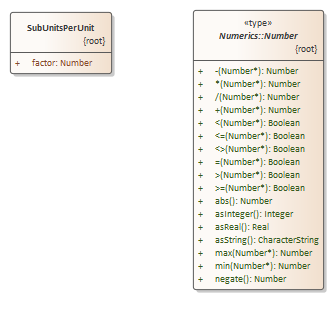 SubUnitsPerUnit
{root}
+ factor: Number
«type»
Numerics::Number
{root}
+ -(Number*): Number
+ *(Number*): Number
+ /(Number*): Number
+ +(Number*): Number
+ <(Number*): Boolean
+ <=(Number*): Boolean
+ <>(Number*): Boolean
+ =(Number*): Boolean
+ >(Number*): Boolean
+ >=(Number*): Boolean
+ abs(): Number
+ asInteger(): Integer
+ asReal(): Real
+ asString(): CharacterString
+ max(Number*): Number
+ min(Number*): Number
+ negate(): Number